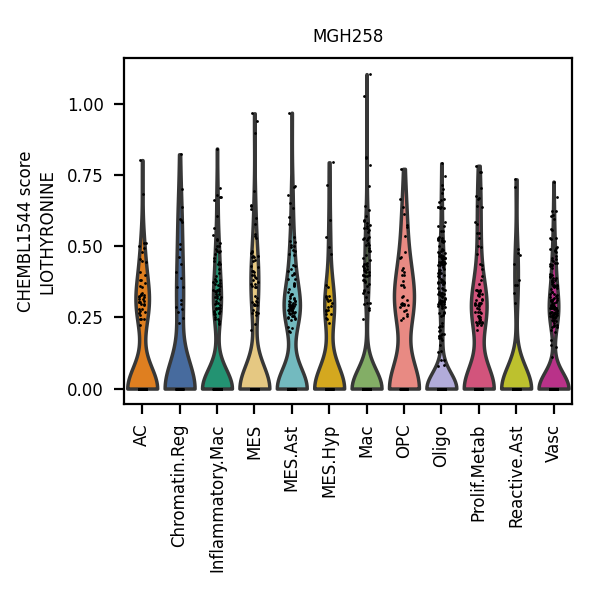 MGH258
CHEMBL1544 score
LIOTHYRONINE
1.00
0.75
0.50
0.25
0.00
AC
Chromatin.Reg
Inflammatory.Mac
MES
MES.Ast
MES.Hyp
Mac
OPC
Oligo
Prolif.Metab
Reactive.Ast
Vasc